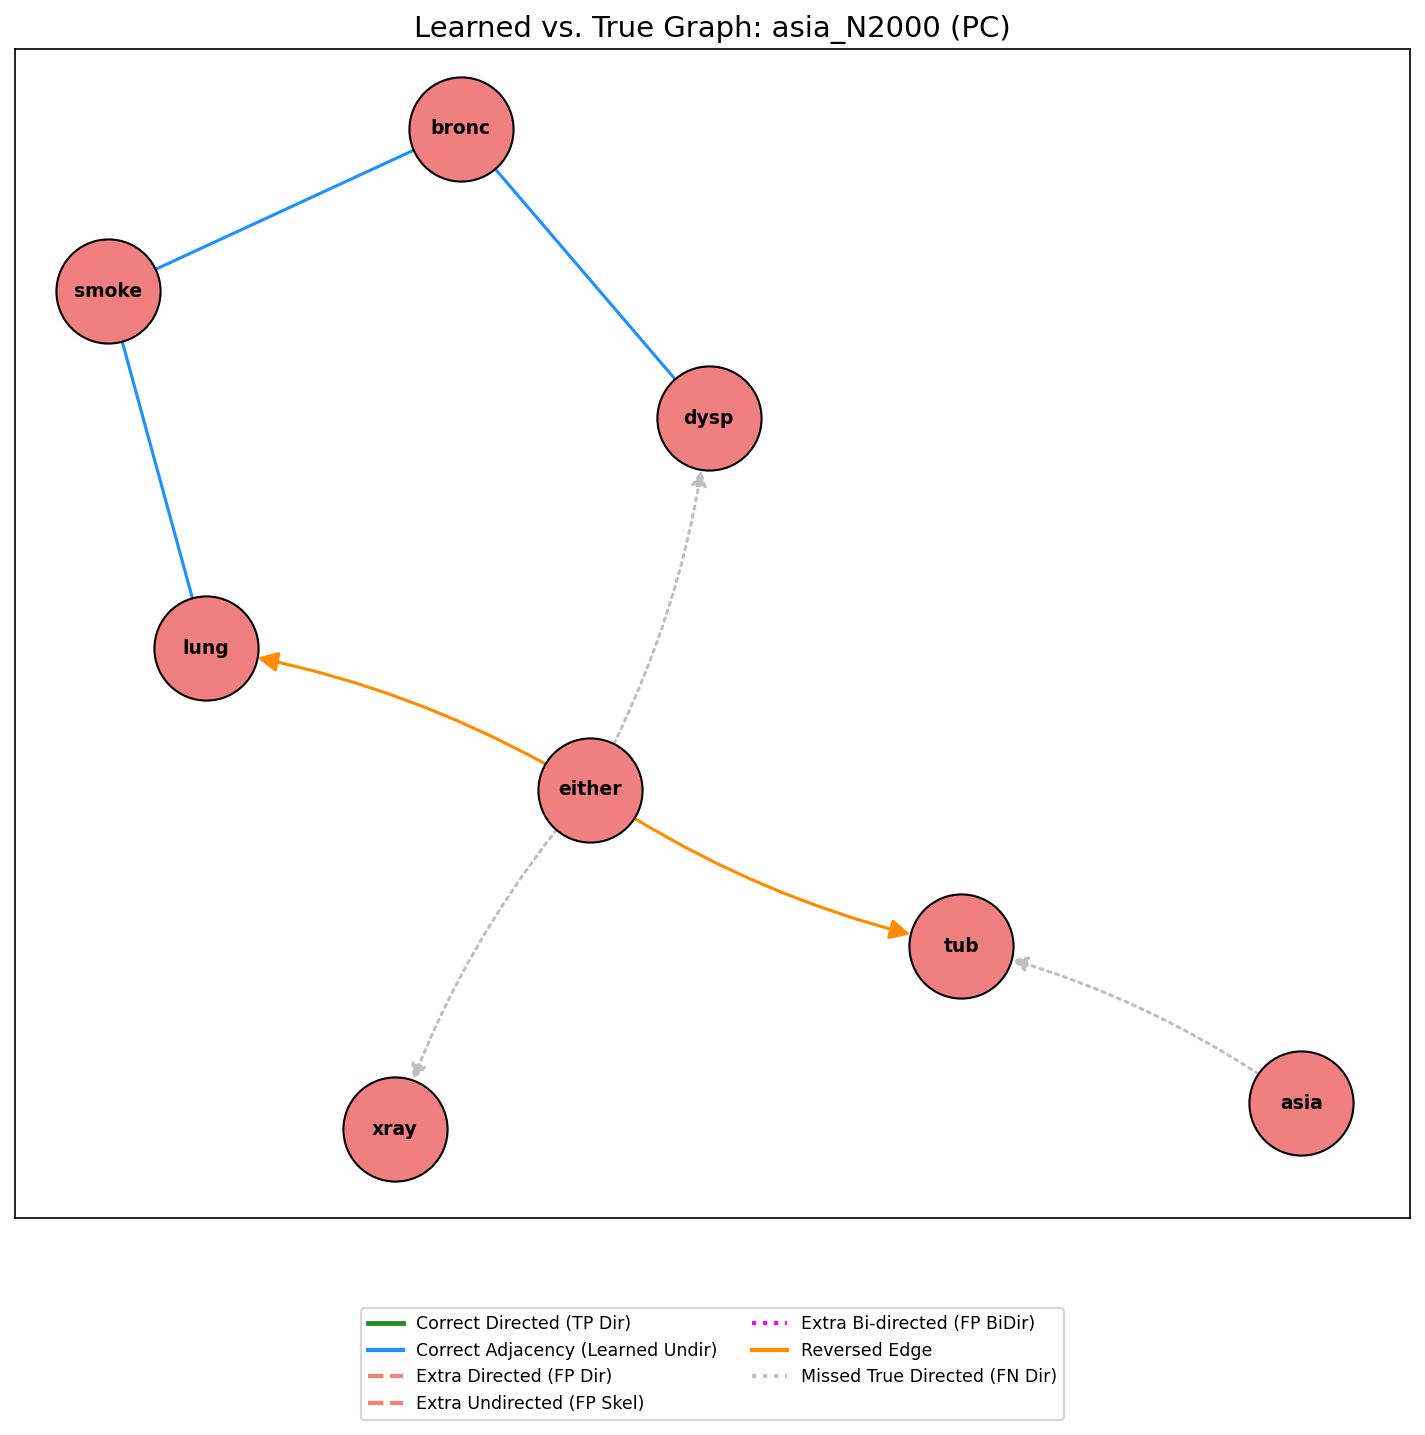 Learned vs. True Graph: asia_N2000 (PC)
bronc
smoke
dysp
lung
either
tub
xray
asia
Correct Directed (TP Dir)
Correct Adjacency (Learned Undir)
Extra Directed (FP Dir)
Extra Undirected (FP Skel)
Extra Bi-directed (FP BiDir)
Reversed Edge
Missed True Directed (FN Dir)